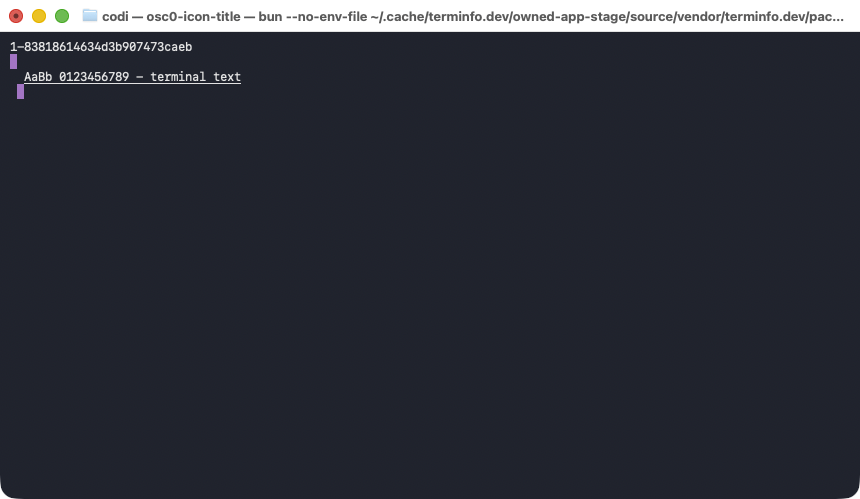 codi — osc0-icon-title — bun --no-env-file ~/.cache/terminfo.dev/owned-app-stage/source/vendor/terminfo.dev/pac...
1-83818614634d3b907473caeb
AaBb 0123456789 — terminal text